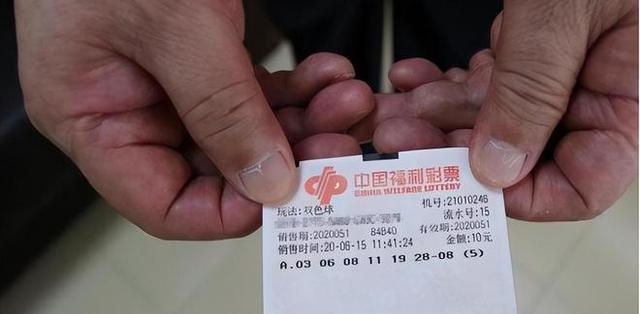 中国福利彩票
CHINA WELFARE LOTTERY
玩法:双色球 机号:21010246
流水号:15
销售期:2020051 84B40 有效期:2020051
销售时间:20-06-15 11:41:24 金额:10元
A.03 06 08 11 19 28-08 (5)